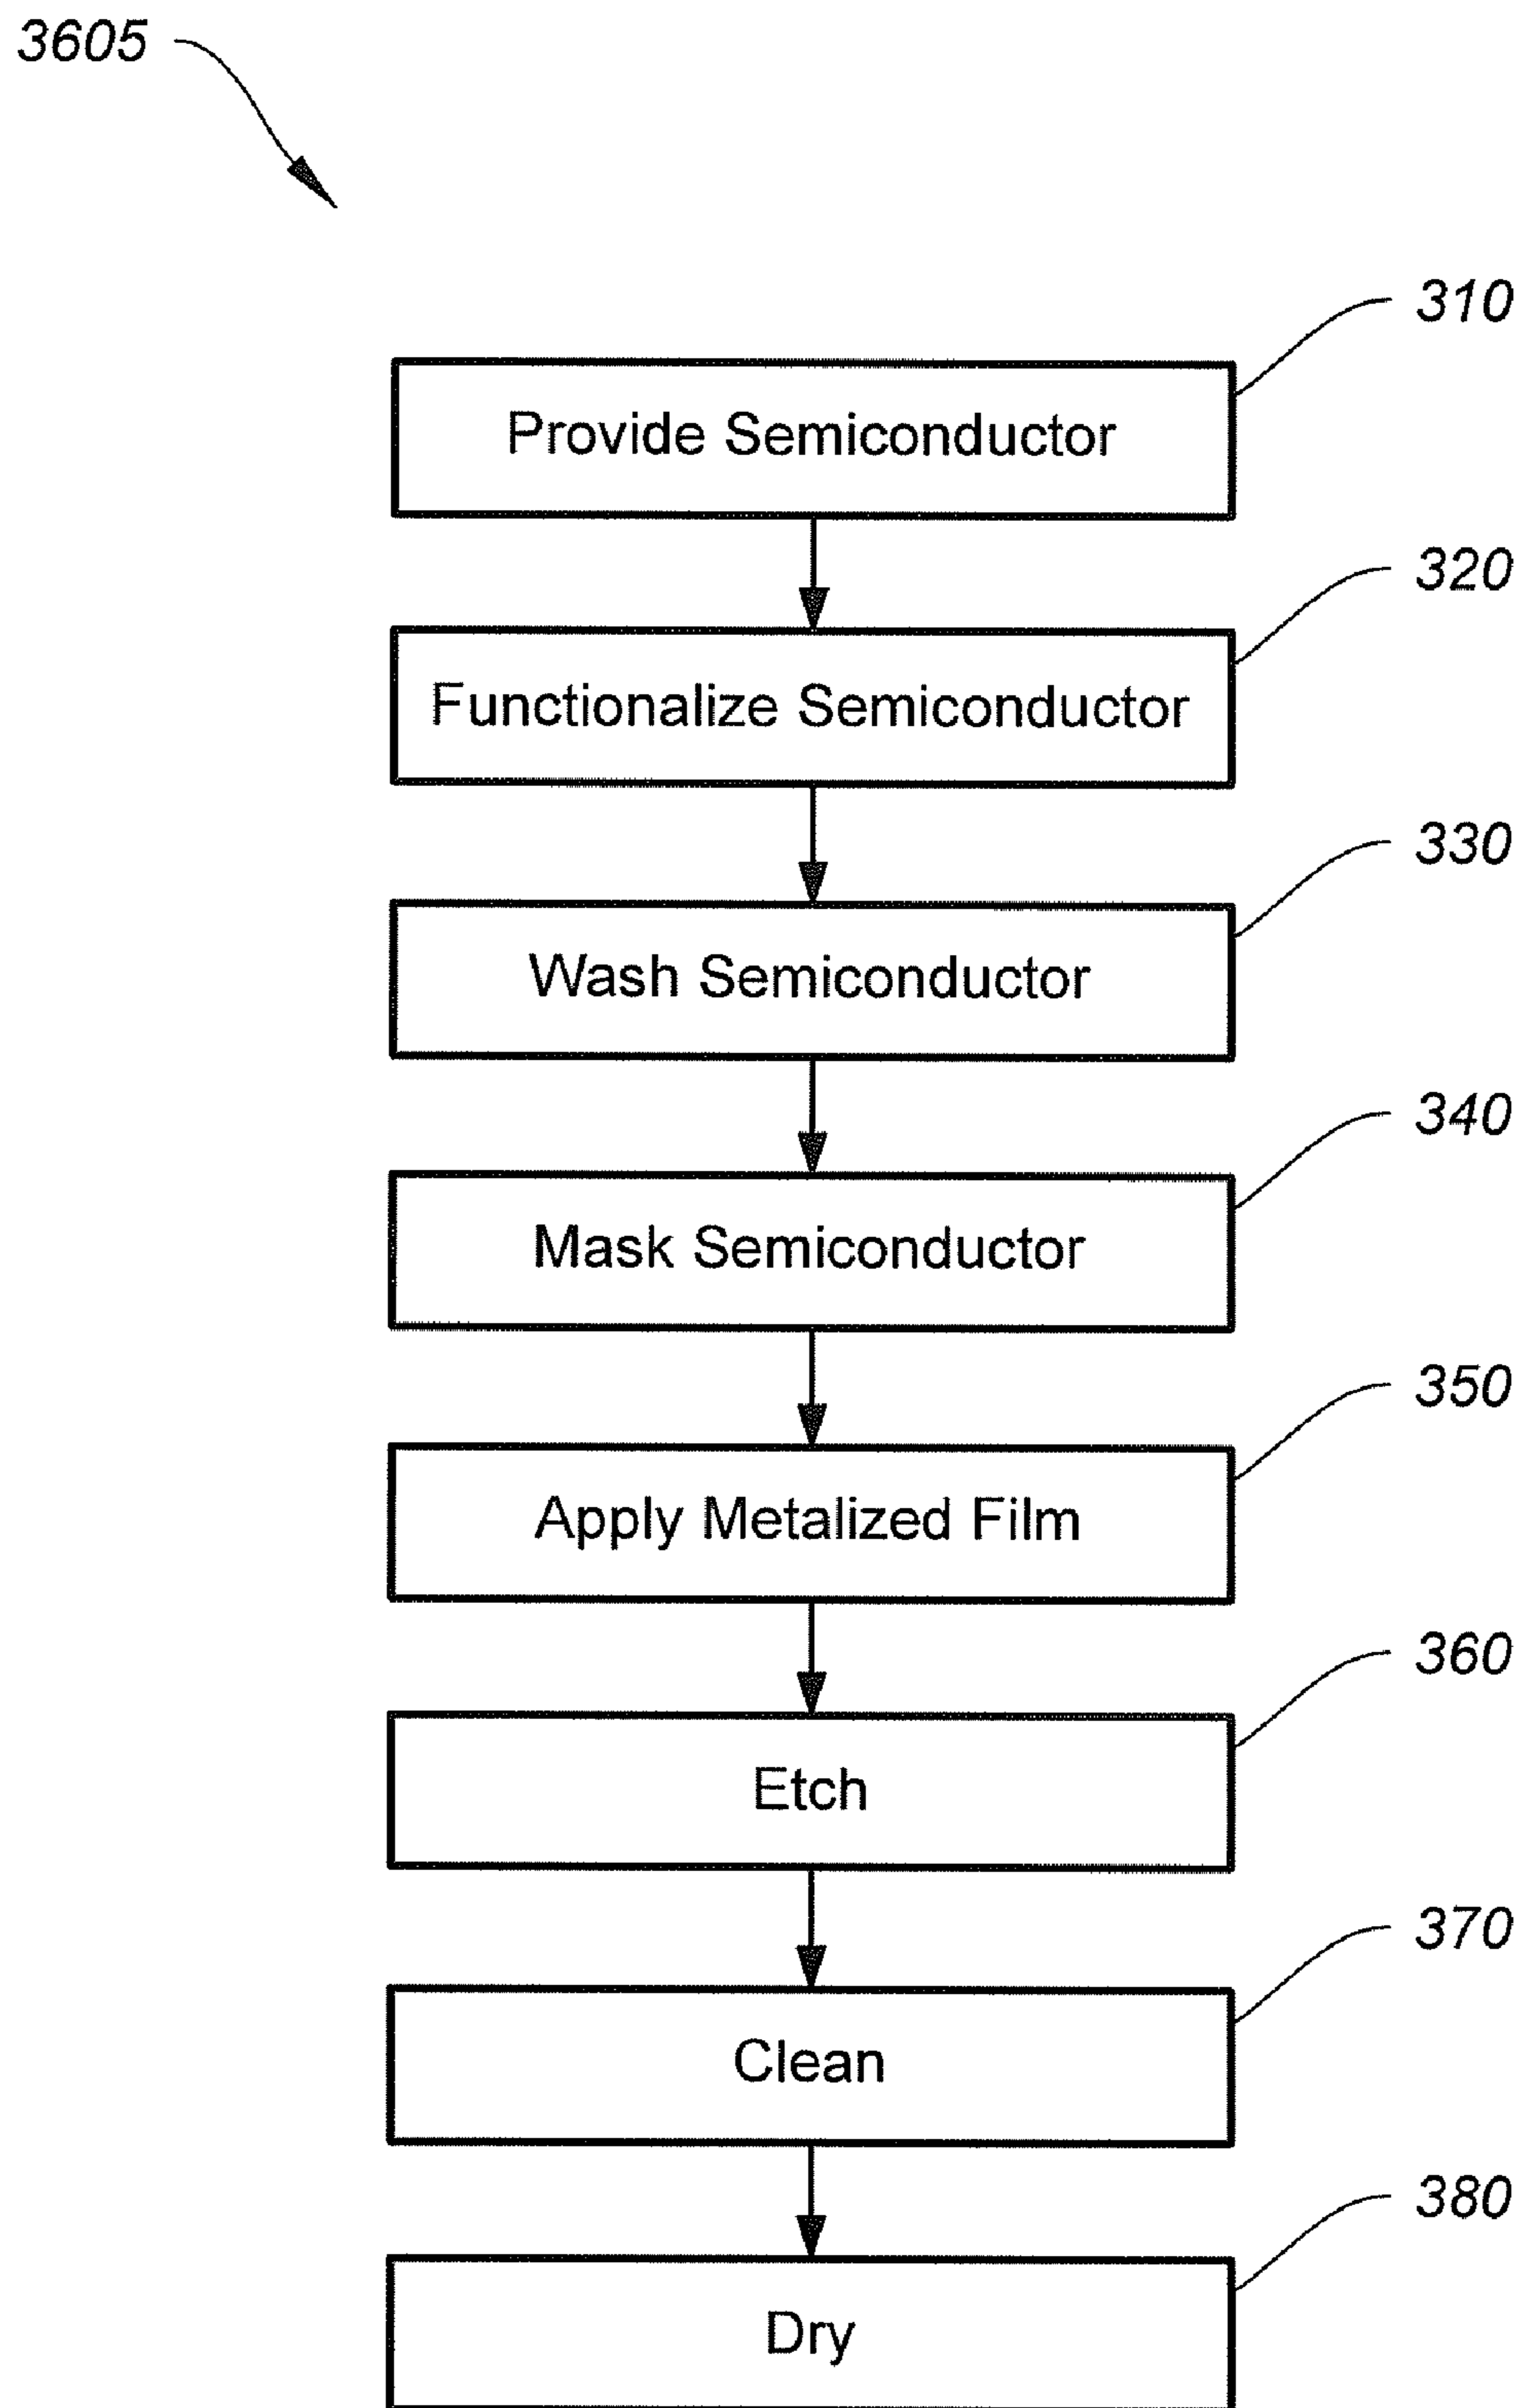 3605
310
Provide Semiconductor
320
Functionalize Semiconductor
330
Wash Semiconductor
340
Mask Semiconductor
350
Apply Metalized Film
360
Etch
370
Clean
380
Dry